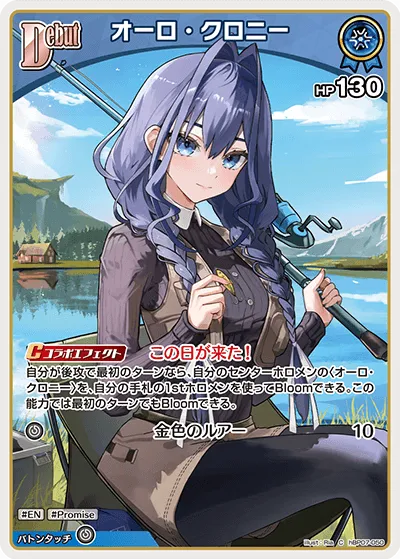 Debut
オーロ・クロニー
HP 130
コラボエフェクト この日が来た!
自分が後攻で最初のターンなら、自分のセンターホロメンの〈オーロ・
クロニー〉を、自分の手札の1stホロメンを使ってBloomできる。この
能力では最初のターンでもBloomできる。
金色のルアー 10
#EN #Promise
バトンタッチ
Illust: Ria C hBP07-050